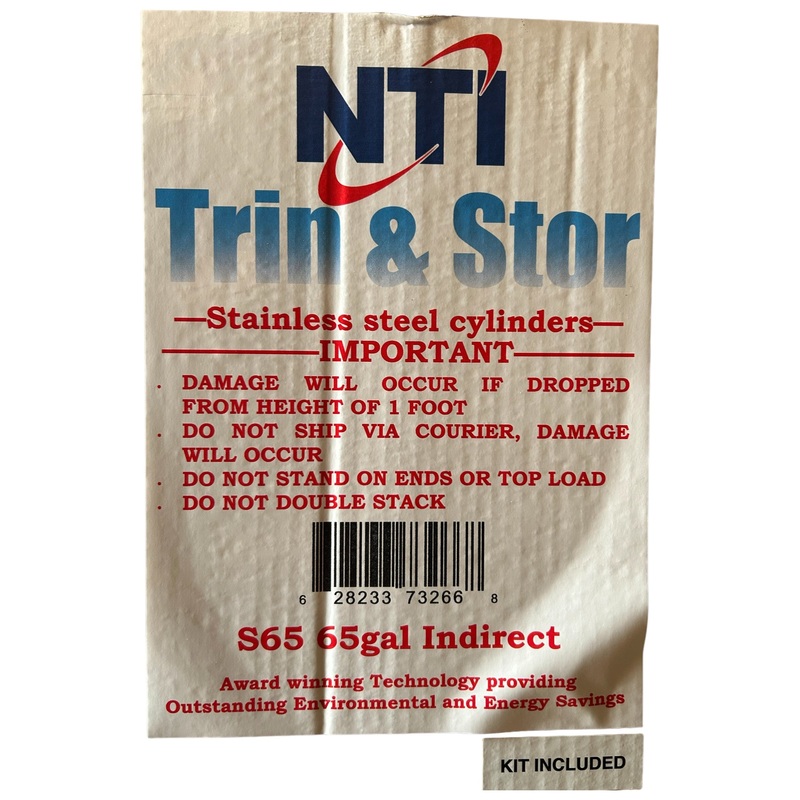 NTI
Trin & Stor
—Stainless steel cylinders—
IMPORTANT
. DAMAGE WILL OCCUR IF DROPPED
FROM HEIGHT OF 1 FOOT
. DO NOT SHIP VIA COURIER, DAMAGE
WILL OCCUR
. DO NOT STAND ON ENDS OR TOP LOAD
. DO NOT DOUBLE STACK
6 28233 73266 8
S65 65gal Indirect
Award winning Technology providing
Outstanding Environmental and Energy Savings
KIT INCLUDED